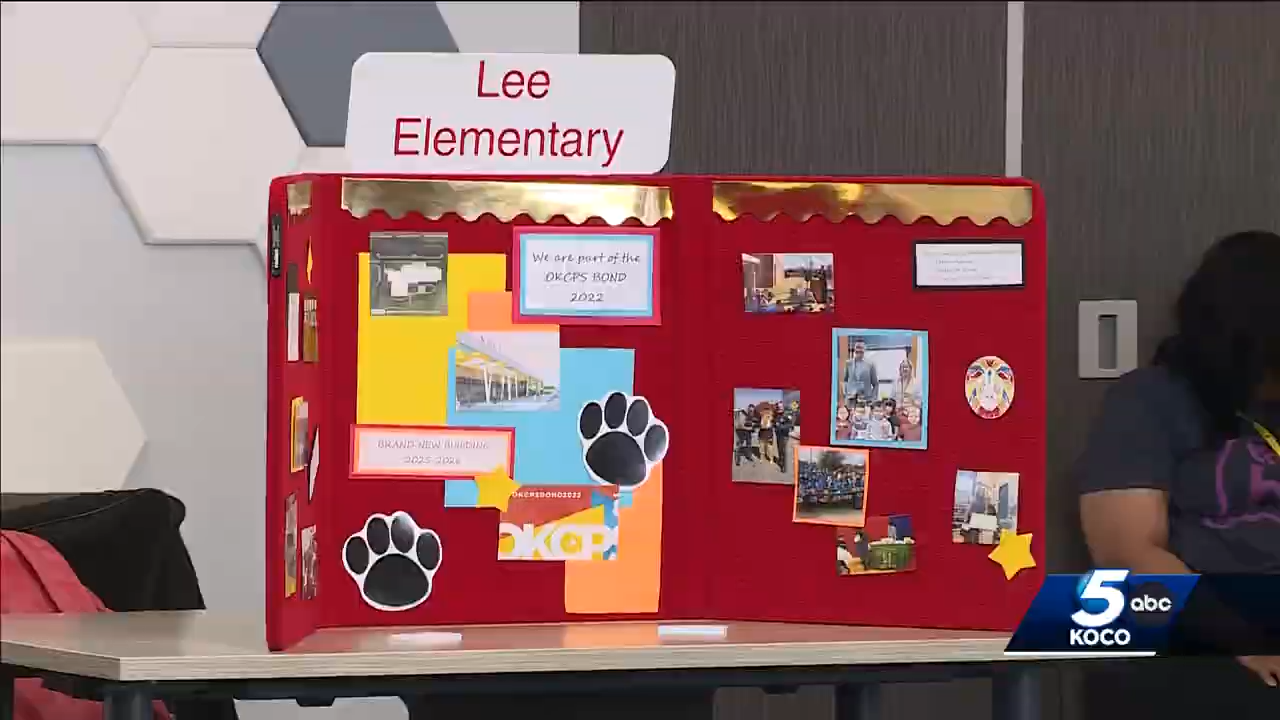 Lee
Elementary
We are part of the
OKCPS BOND
2022
BRAND NEW BUILDING
2025-2026
OKCPSBOND2022
OKCP
5 abc
KOCO